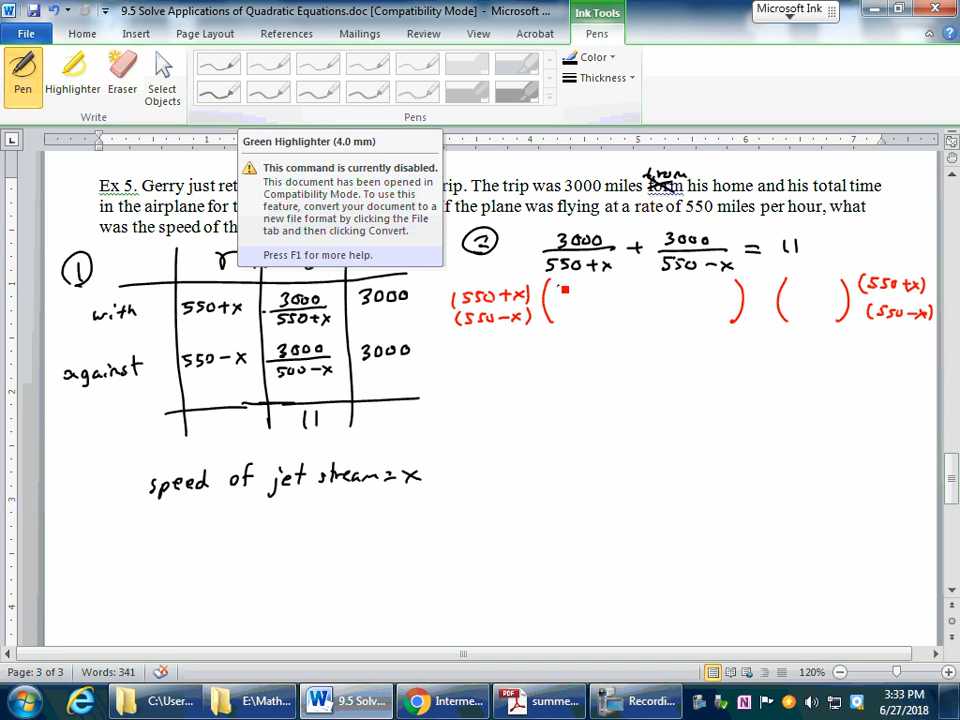 9.5 Solve Applications of Quadratic Equations.doc [Compatibility Mode] - Microsoft ...
Ink Tools
Microsoft Ink
File Home Insert Page Layout References Mailings Review View Acrobat Pens
Pen Highlighter Eraser Select Objects
Color
Thickness
Write Pens
1 4 5 6 7
Green Highlighter (4.0 mm)
This command is currently disabled.
This document has been opened in
Compatibility Mode. To use this
feature, convert your document to a
new file format by clicking the File
tab and then clicking Convert.
Press F1 for more help.
from
Ex 5. Gerry just ret rip. The trip was 3000 miles form his home and his total time
in the airplane for t f the plane was flying at a rate of 550 miles per hour, what
was the speed of the
1 r
with 550+x 3000/550+x 3000
against 550-x 3000/500-x 3000
11
speed of jet stream = x
2 3000/550+x + 3000/550-x = 11
(550+x) ( ) ( ) (550+x)
(550-x) (550-x)
Page: 3 of 3 Words: 341 120%
C:\User... E:\Math... 9.5 Solv... Interme... summe... Recordi...
3:33 PM
6/27/2018